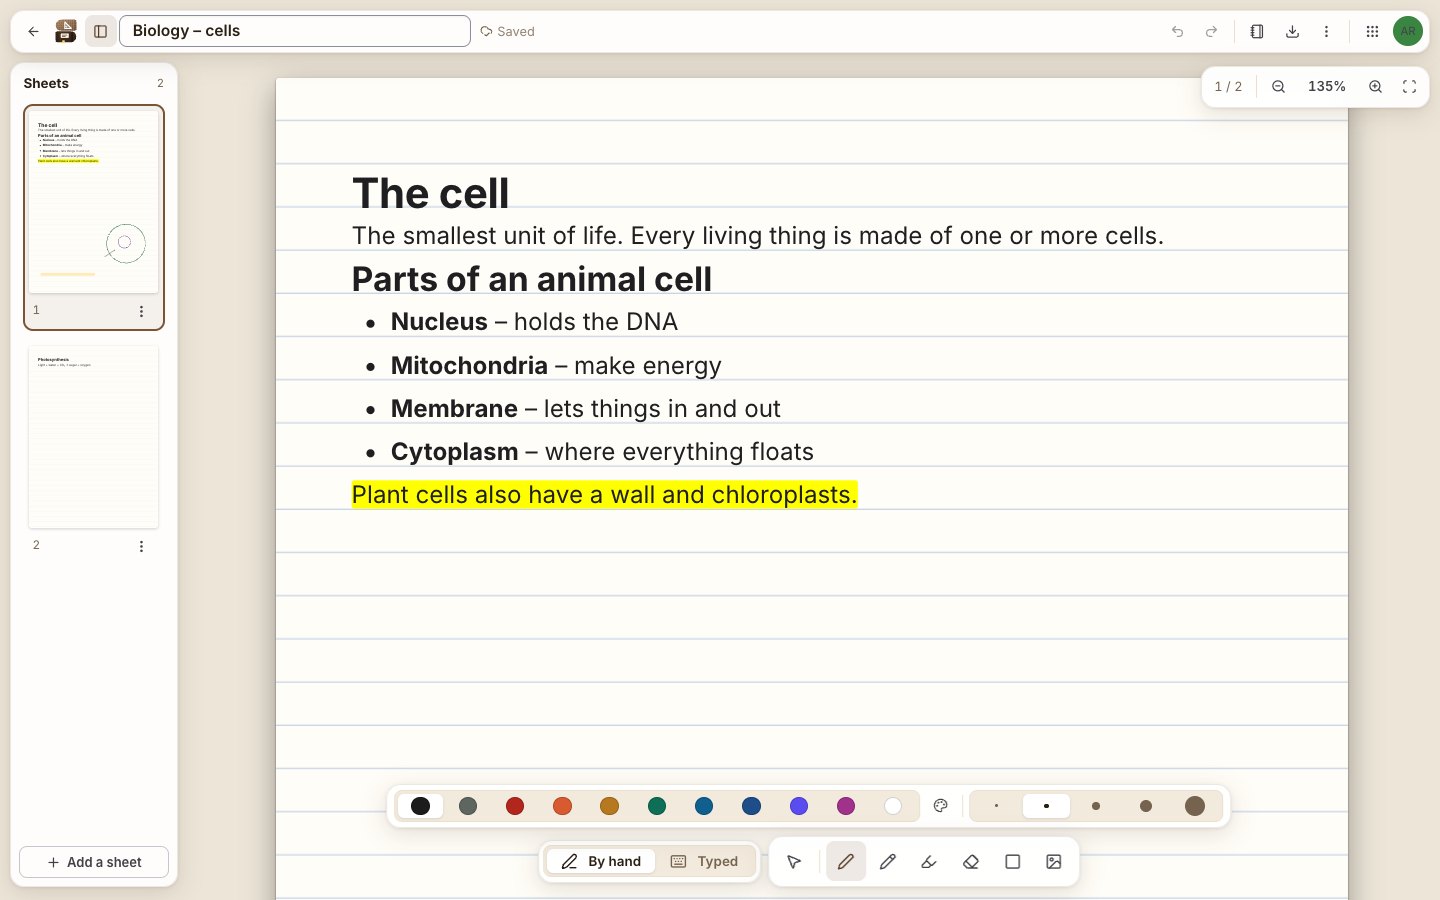 Biology – cells
Saved
AR
Sheets
2
1 / 2
135%
The cell
The smallest unit of life. Every living thing is made of one or more cells.
Parts of an animal cell
• Nucleus – holds the DNA
• Mitochondria – make energy
• Membrane – lets things in and out
• Cytoplasm – where everything floats
Plant cells also have a wall and chloroplasts.
1
Photosynthesis
2
Add a sheet
By hand
Typed